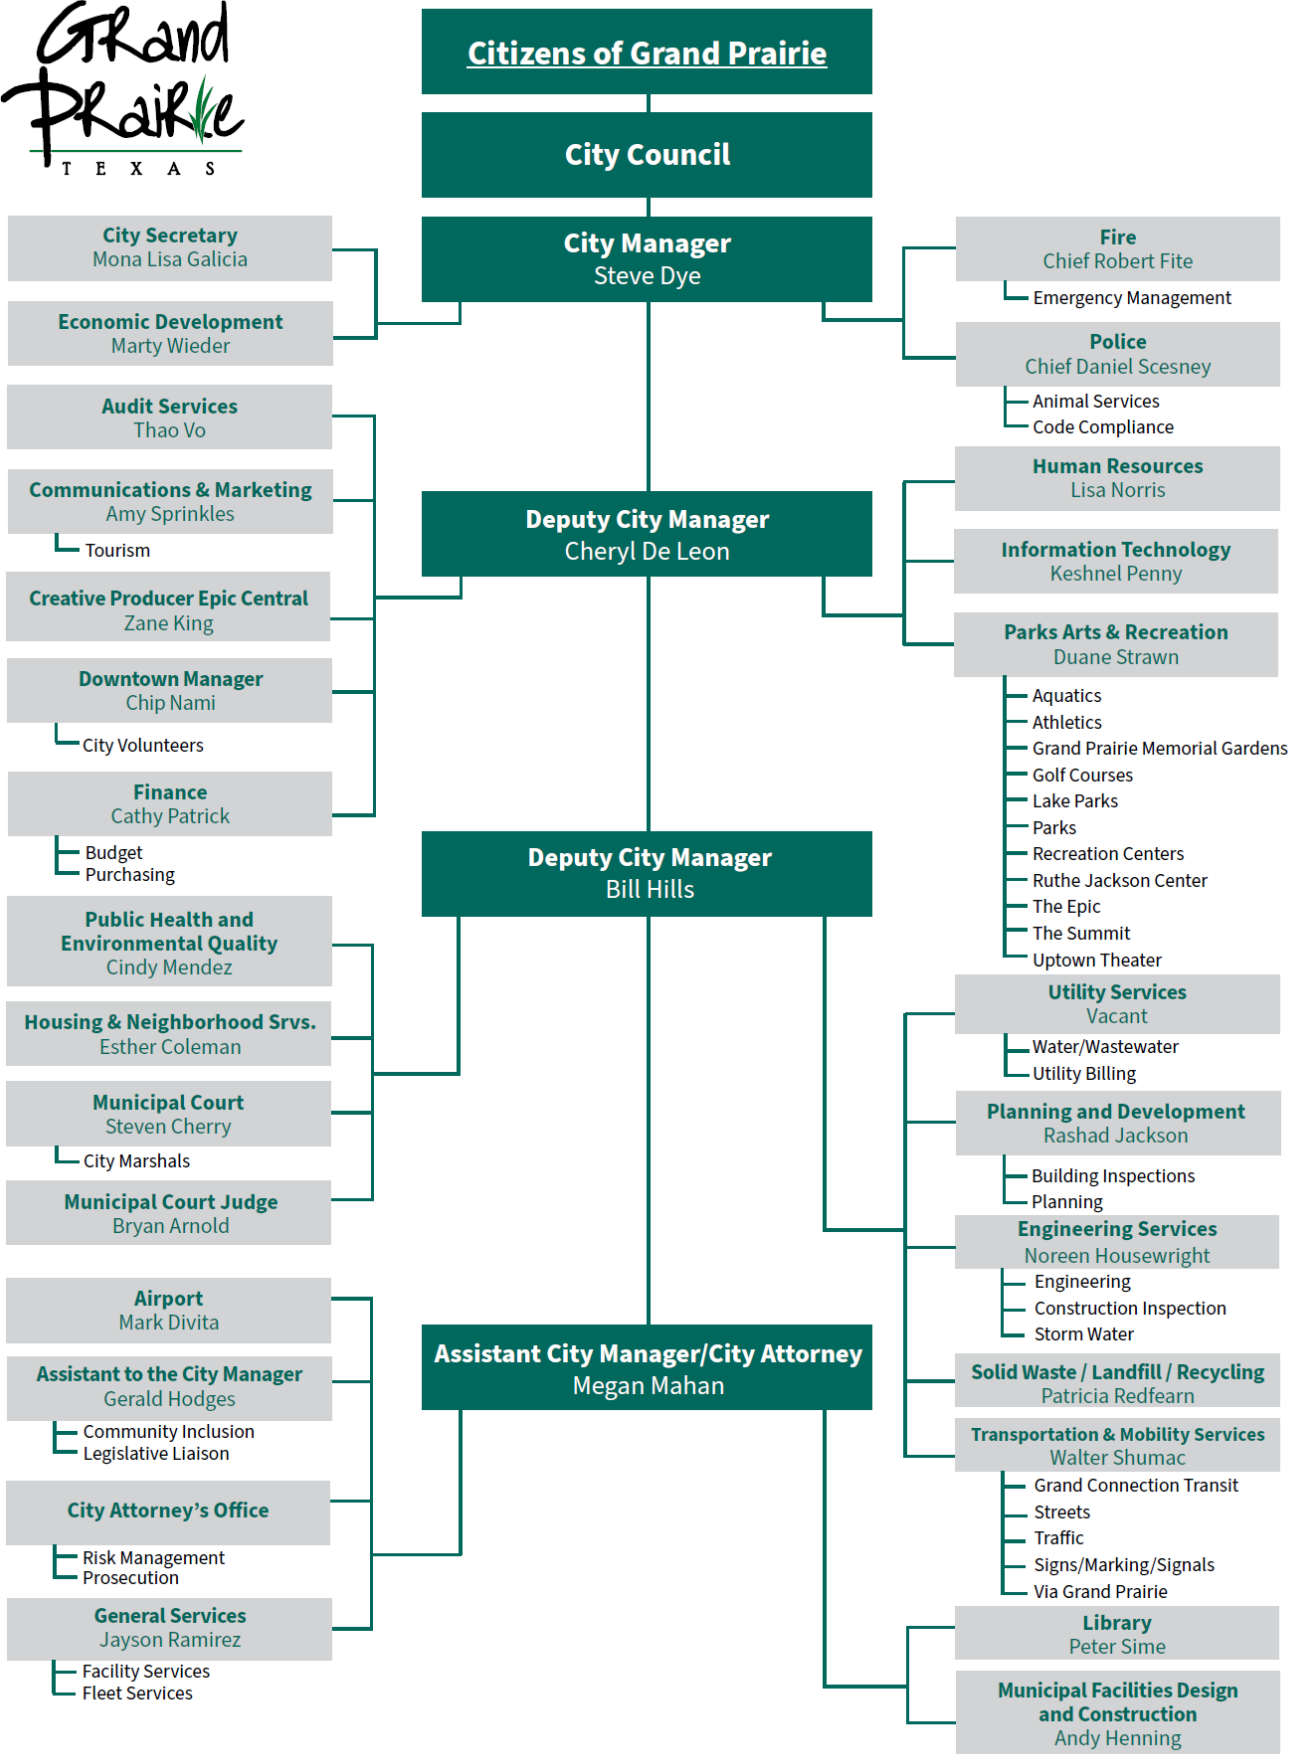 Grand
Prairie
TEXAS
Citizens of Grand Prairie
City Council
City Manager
Steve Dye
City Secretary
Mona Lisa Galicia
Economic Development
Marty Wieder
Fire
Chief Robert Fite
Emergency Management
Police
Chief Daniel Scesney
Animal Services
Code Compliance
Deputy City Manager
Cheryl De Leon
Audit Services
Thao Vo
Communications & Marketing
Amy Sprinkles
Tourism
Creative Producer Epic Central
Zane King
Downtown Manager
Chip Nami
City Volunteers
Finance
Cathy Patrick
Budget
Purchasing
Human Resources
Lisa Norris
Information Technology
Keshnel Penny
Parks Arts & Recreation
Duane Strawn
Aquatics
Athletics
Grand Prairie Memorial Gardens
Golf Courses
Lake Parks
Parks
Recreation Centers
Ruthe Jackson Center
The Epic
The Summit
Uptown Theater
Deputy City Manager
Bill Hills
Public Health and
Environmental Quality
Cindy Mendez
Housing & Neighborhood Srvs.
Esther Coleman
Municipal Court
Steven Cherry
City Marshals
Municipal Court Judge
Bryan Arnold
Utility Services
Vacant
Water/Wastewater
Utility Billing
Planning and Development
Rashad Jackson
Building Inspections
Planning
Engineering Services
Noreen Housewright
Engineering
Construction Inspection
Storm Water
Solid Waste / Landfill / Recycling
Patricia Redfearn
Transportation & Mobility Services
Walter Shumac
Grand Connection Transit
Streets
Traffic
Signs/Marking/Signals
Via Grand Prairie
Assistant City Manager/City Attorney
Megan Mahan
Airport
Mark Divita
Assistant to the City Manager
Gerald Hodges
Community Inclusion
Legislative Liaison
City Attorney’s Office
Risk Management
Prosecution
General Services
Jayson Ramirez
Facility Services
Fleet Services
Library
Peter Sime
Municipal Facilities Design
and Construction
Andy Henning